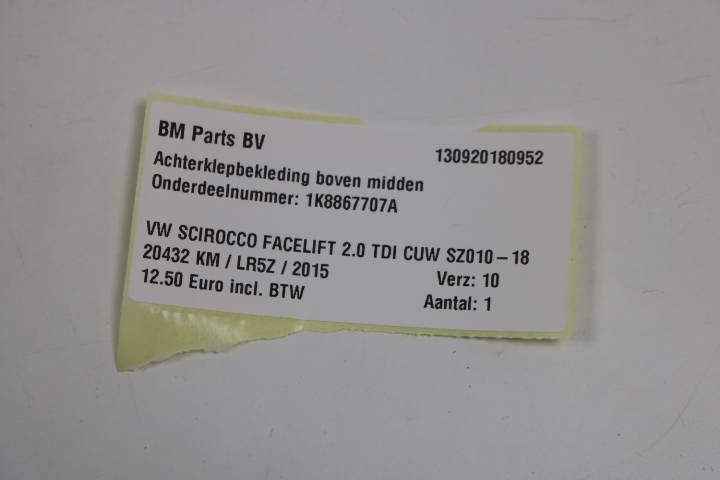 BM Parts BV 130920180952
Achterklepbekleding boven midden
Onderdeelnummer: 1K8867707A
VW SCIROCCO FACELIFT 2.0 TDI CUW SZ010-18
20432 KM / LR5Z / 2015 Verz: 10
12.50 Euro incl. BTW Aantal: 1